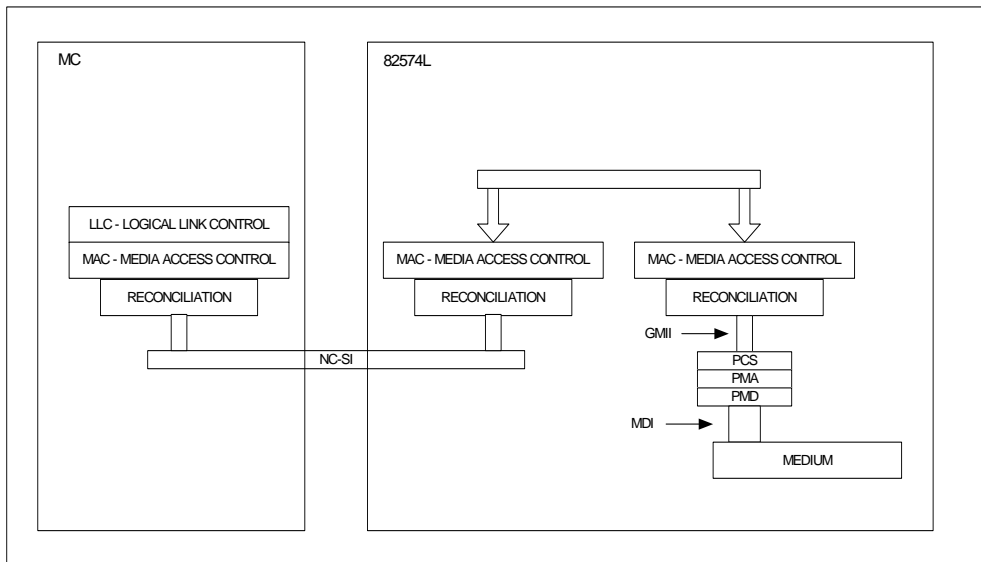 MC
82574L
LLC - LOGICAL LINK CONTROL
MAC - MEDIA ACCESS CONTROL
RECONCILIATION
MAC - MEDIA ACCESS CONTROL
RECONCILIATION
MAC - MEDIA ACCESS CONTROL
RECONCILIATION
NC-SI
GMII
PCS
PMA
PMD
MDI
MEDIUM